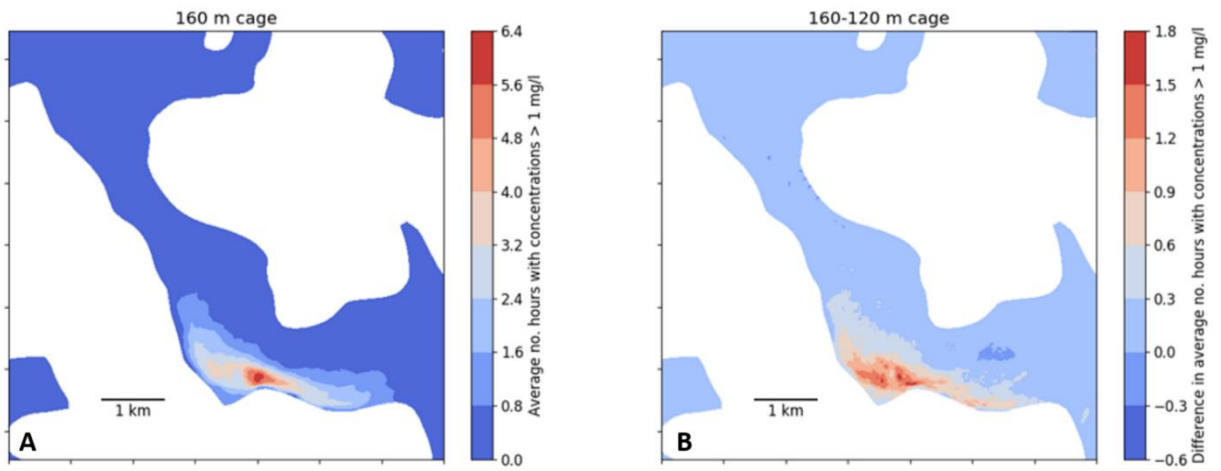 160 m cage
6.4
5.6
4.8
4.0
3.2
2.4
1.6
0.8
0.0
Average no. hours with concentrations > 1 mg/l
1 km
A
160-120 m cage
1.8
1.5
1.2
0.9
0.6
0.3
0.0
−0.3
−0.6
Difference in average no. hours with concentrations > 1 mg/l
1 km
B